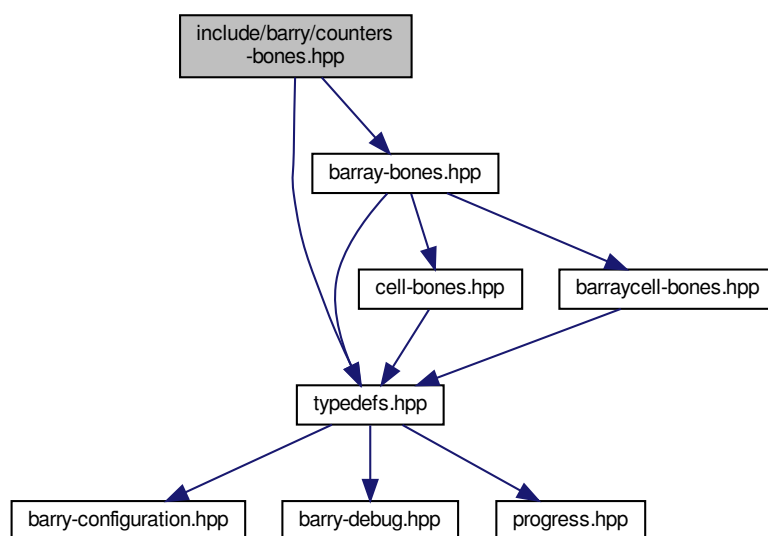 include/barry/counters
-bones.hpp
barray-bones.hpp
cell-bones.hpp
barraycell-bones.hpp
typedefs.hpp
barry-configuration.hpp
barry-debug.hpp
progress.hpp